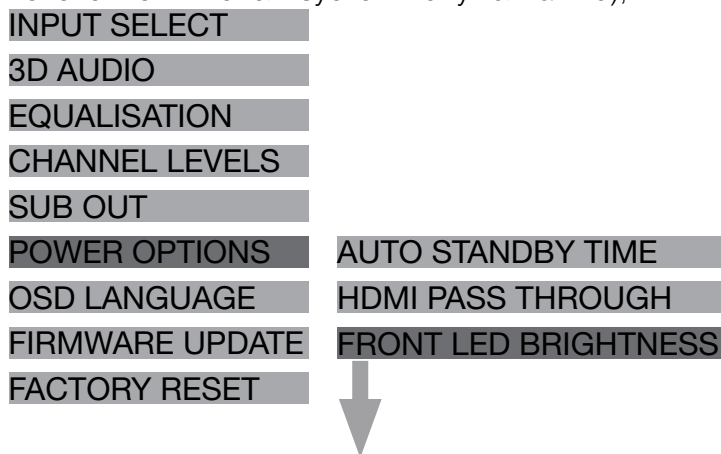 INPUT SELECT
3D AUDIO
EQUALISATION
CHANNEL LEVELS
SUB OUT
POWER OPTIONS
AUTO STANDBY TIME
OSD LANGUAGE
HDMI PASS THROUGH
FIRMWARE UPDATE
FRONT LED BRIGHTNESS
FACTORY RESET